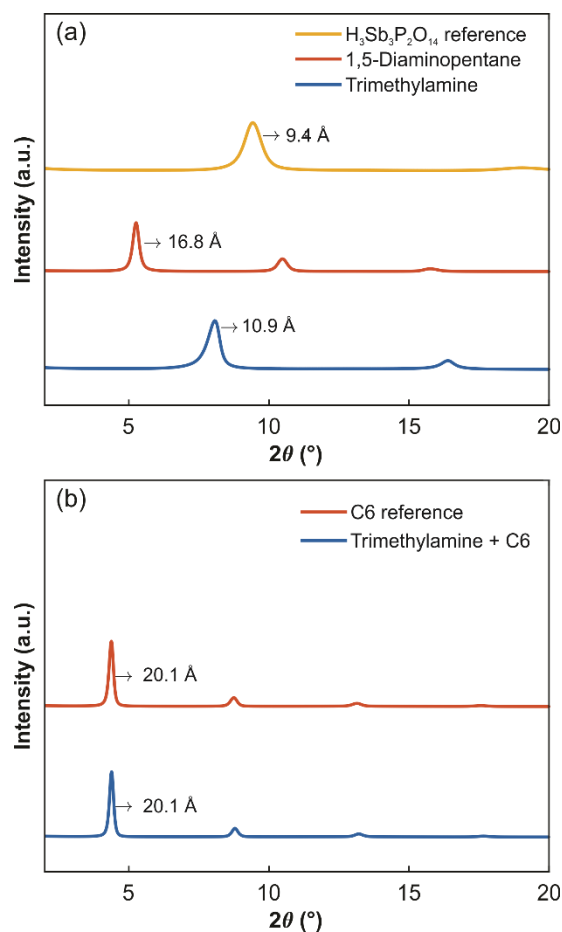 (a)
H₃Sb₃P₂O₁₄ reference
1,5-Diaminopentane
Trimethylamine
→ 9.4 Å
→ 16.8 Å
→ 10.9 Å
Intensity (a.u.)
5 10 15 20
2θ (°)
(b)
C6 reference
Trimethylamine + C6
→ 20.1 Å
→ 20.1 Å
Intensity (a.u.)
5 10 15 20
2θ (°)